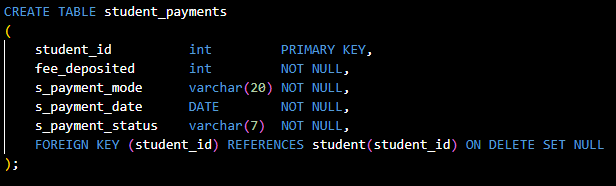 CREATE TABLE student_payments
(
    student_id          int         PRIMARY KEY,
    fee_deposited       int         NOT NULL,
    s_payment_mode      varchar(20) NOT NULL,
    s_payment_date      DATE        NOT NULL,
    s_payment_status    varchar(7)  NOT NULL,
    FOREIGN KEY (student_id) REFERENCES student(student_id) ON DELETE SET NULL
);